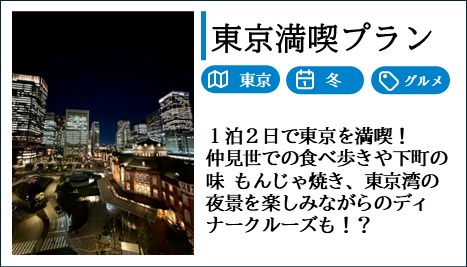 東京満喫プラン
東京
冬
グルメ
１泊２日で東京を満喫！
仲見世での食べ歩きや下町の
味 もんじゃ焼き、東京湾の
夜景を楽しみながらのディ
ナークルーズも！？